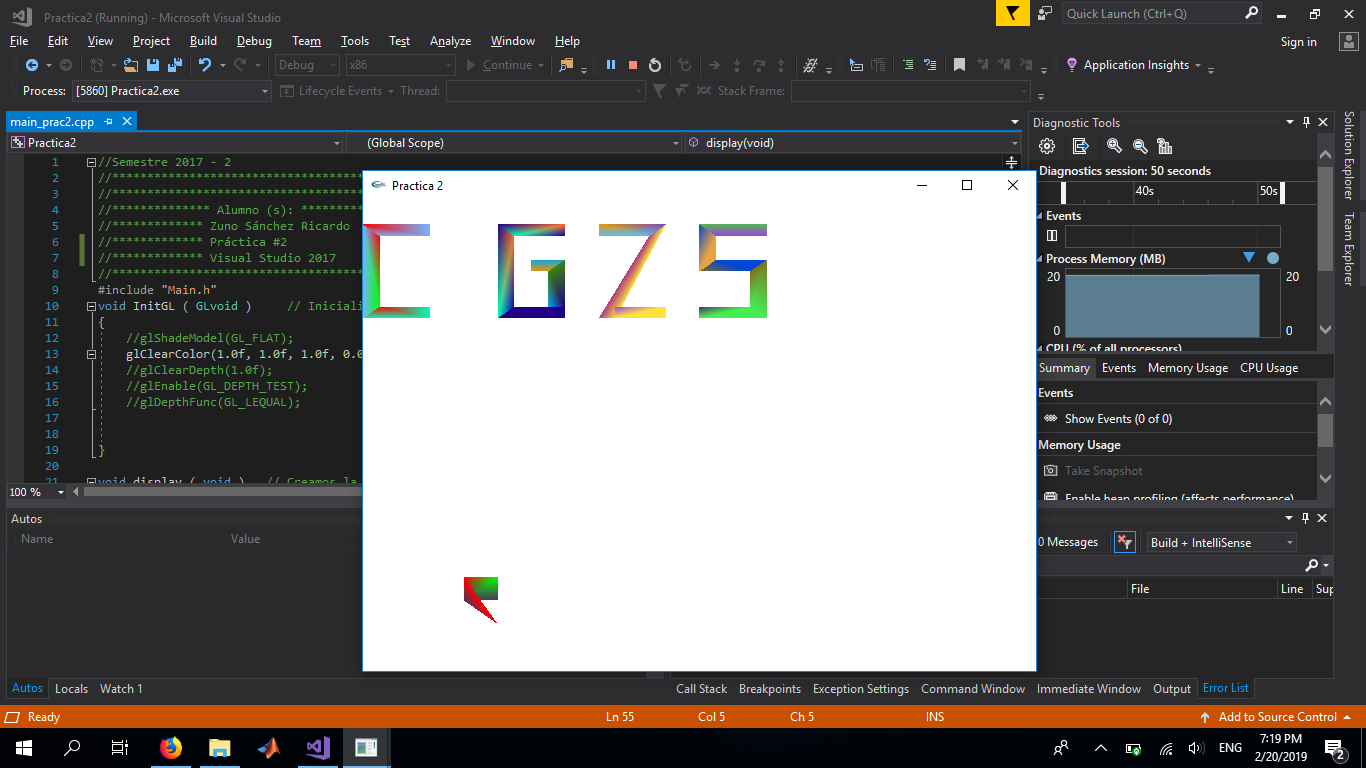 Practica2 (Running) - Microsoft Visual Studio
Quick Launch (Ctrl+Q)
File Edit View Project Build Debug Team Tools Test Analyze Window Help
Sign in
Debug x86 Continue Application Insights
Process: [5860] Practica2.exe Lifecycle Events Thread: Stack Frame:
main_prac2.cpp
Practica2 (Global Scope) display(void)
1 //Semestre 2017 - 2
2 //************************************
3 //************************************
4 //************** Alumno (s): *********
5 //************* Zuno Sánchez Ricardo
6 //************* Práctica #2
7 //************* Visual Studio 2017
8 //************************************
9 #include "Main.h"
10 void InitGL ( GLvoid ) // Iniciali
11 {
12 //glShadeModel(GL_FLAT);
13 glClearColor(1.0f, 1.0f, 1.0f, 0.0
14 //glClearDepth(1.0f);
15 //glEnable(GL_DEPTH_TEST);
16 //glDepthFunc(GL_LEQUAL);
17
18
19 }
20
21 void display ( void ) // Creamos la
100 %
Practica 2
C GZS
Diagnostic Tools
Diagnostics session: 50 seconds
40s 50s
Events
Process Memory (MB)
20 20
0 0
CPU (% of all processors)
Summary Events Memory Usage CPU Usage
Events
Show Events (0 of 0)
Memory Usage
Take Snapshot
Enable heap profiling (affects performance)
Solution Explorer
Team Explorer
Autos
Name Value
0 Messages Build + IntelliSense
File Line Sup
Autos Locals Watch 1
Call Stack Breakpoints Exception Settings Command Window Immediate Window Output Error List
Ready Ln 55 Col 5 Ch 5 INS Add to Source Control
ENG
7:19 PM
2/20/2019
2